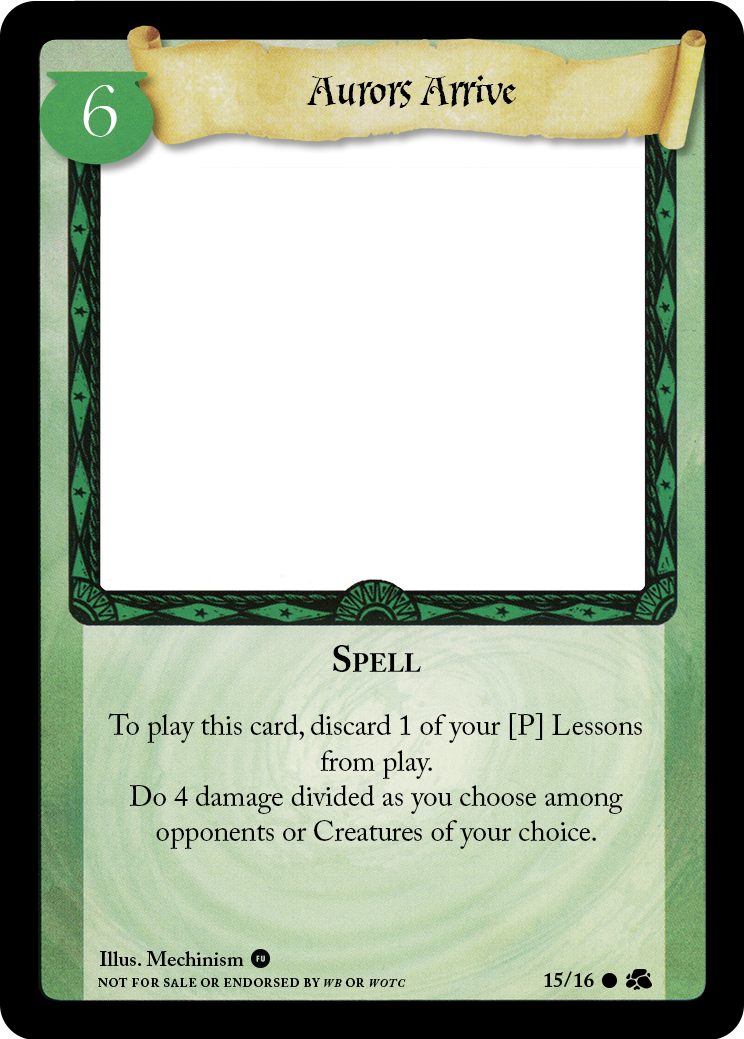 6
Aurors Arrive
SPELL
To play this card, discard 1 of your [P] Lessons
from play.
Do 4 damage divided as you choose among
opponents or Creatures of your choice.
Illus. Mechinism FU
NOT FOR SALE OR ENDORSED BY WB OR WOTC
15/16